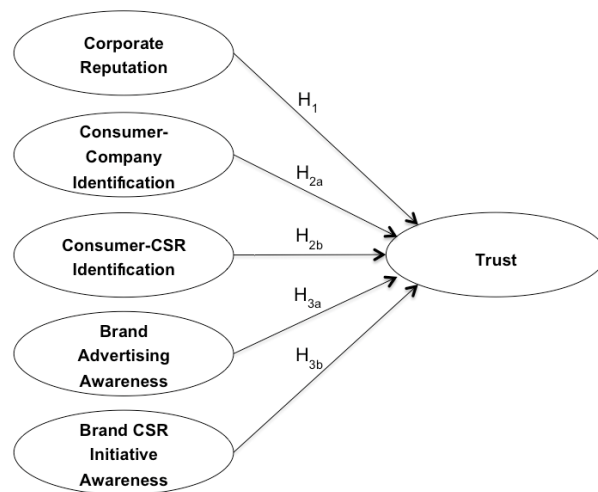 Corporate
Reputation
H₁
Consumer-
Company
Identification
H₂ₐ
Consumer-CSR
Identification
H₂b
Trust
Brand
Advertising
Awareness
H₃ₐ
Brand CSR
Initiative
Awareness
H₃b